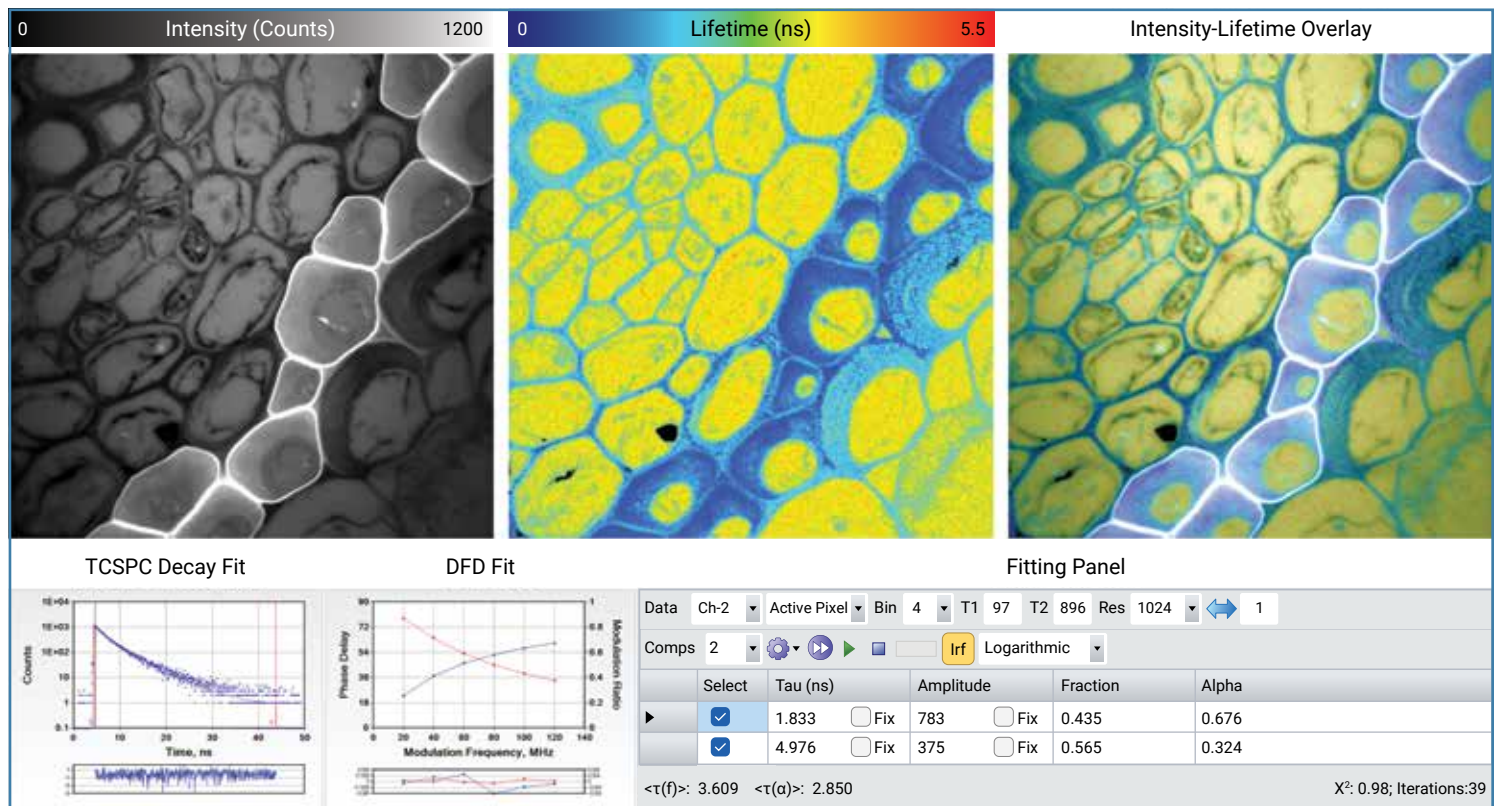 0 Intensity (Counts) 1200
0 Lifetime (ns) 5.5
Intensity-Lifetime Overlay
TCSPC Decay Fit
DFD Fit
Fitting Panel
1E+04
1E+03
1E+02
10
1
0.1
Counts
0 10 20 30 40 50
Time, ns
90
72
54
36
18
0
Phase Delay
1
0.8
0.6
0.4
0.2
0
Modulation Ratio
0 20 40 60 80 100 120 140
Modulation Frequency, MHz
Data Ch-2 Active Pixel Bin 4 T1 97 T2 896 Res 1024 1
Comps 2 Irf Logarithmic
Select Tau (ns) Amplitude Fraction Alpha
1.833 Fix 783 Fix 0.435 0.676
4.976 Fix 375 Fix 0.565 0.324
<τ(f)>: 3.609 <τ(α)>: 2.850 X²: 0.98; Iterations:39